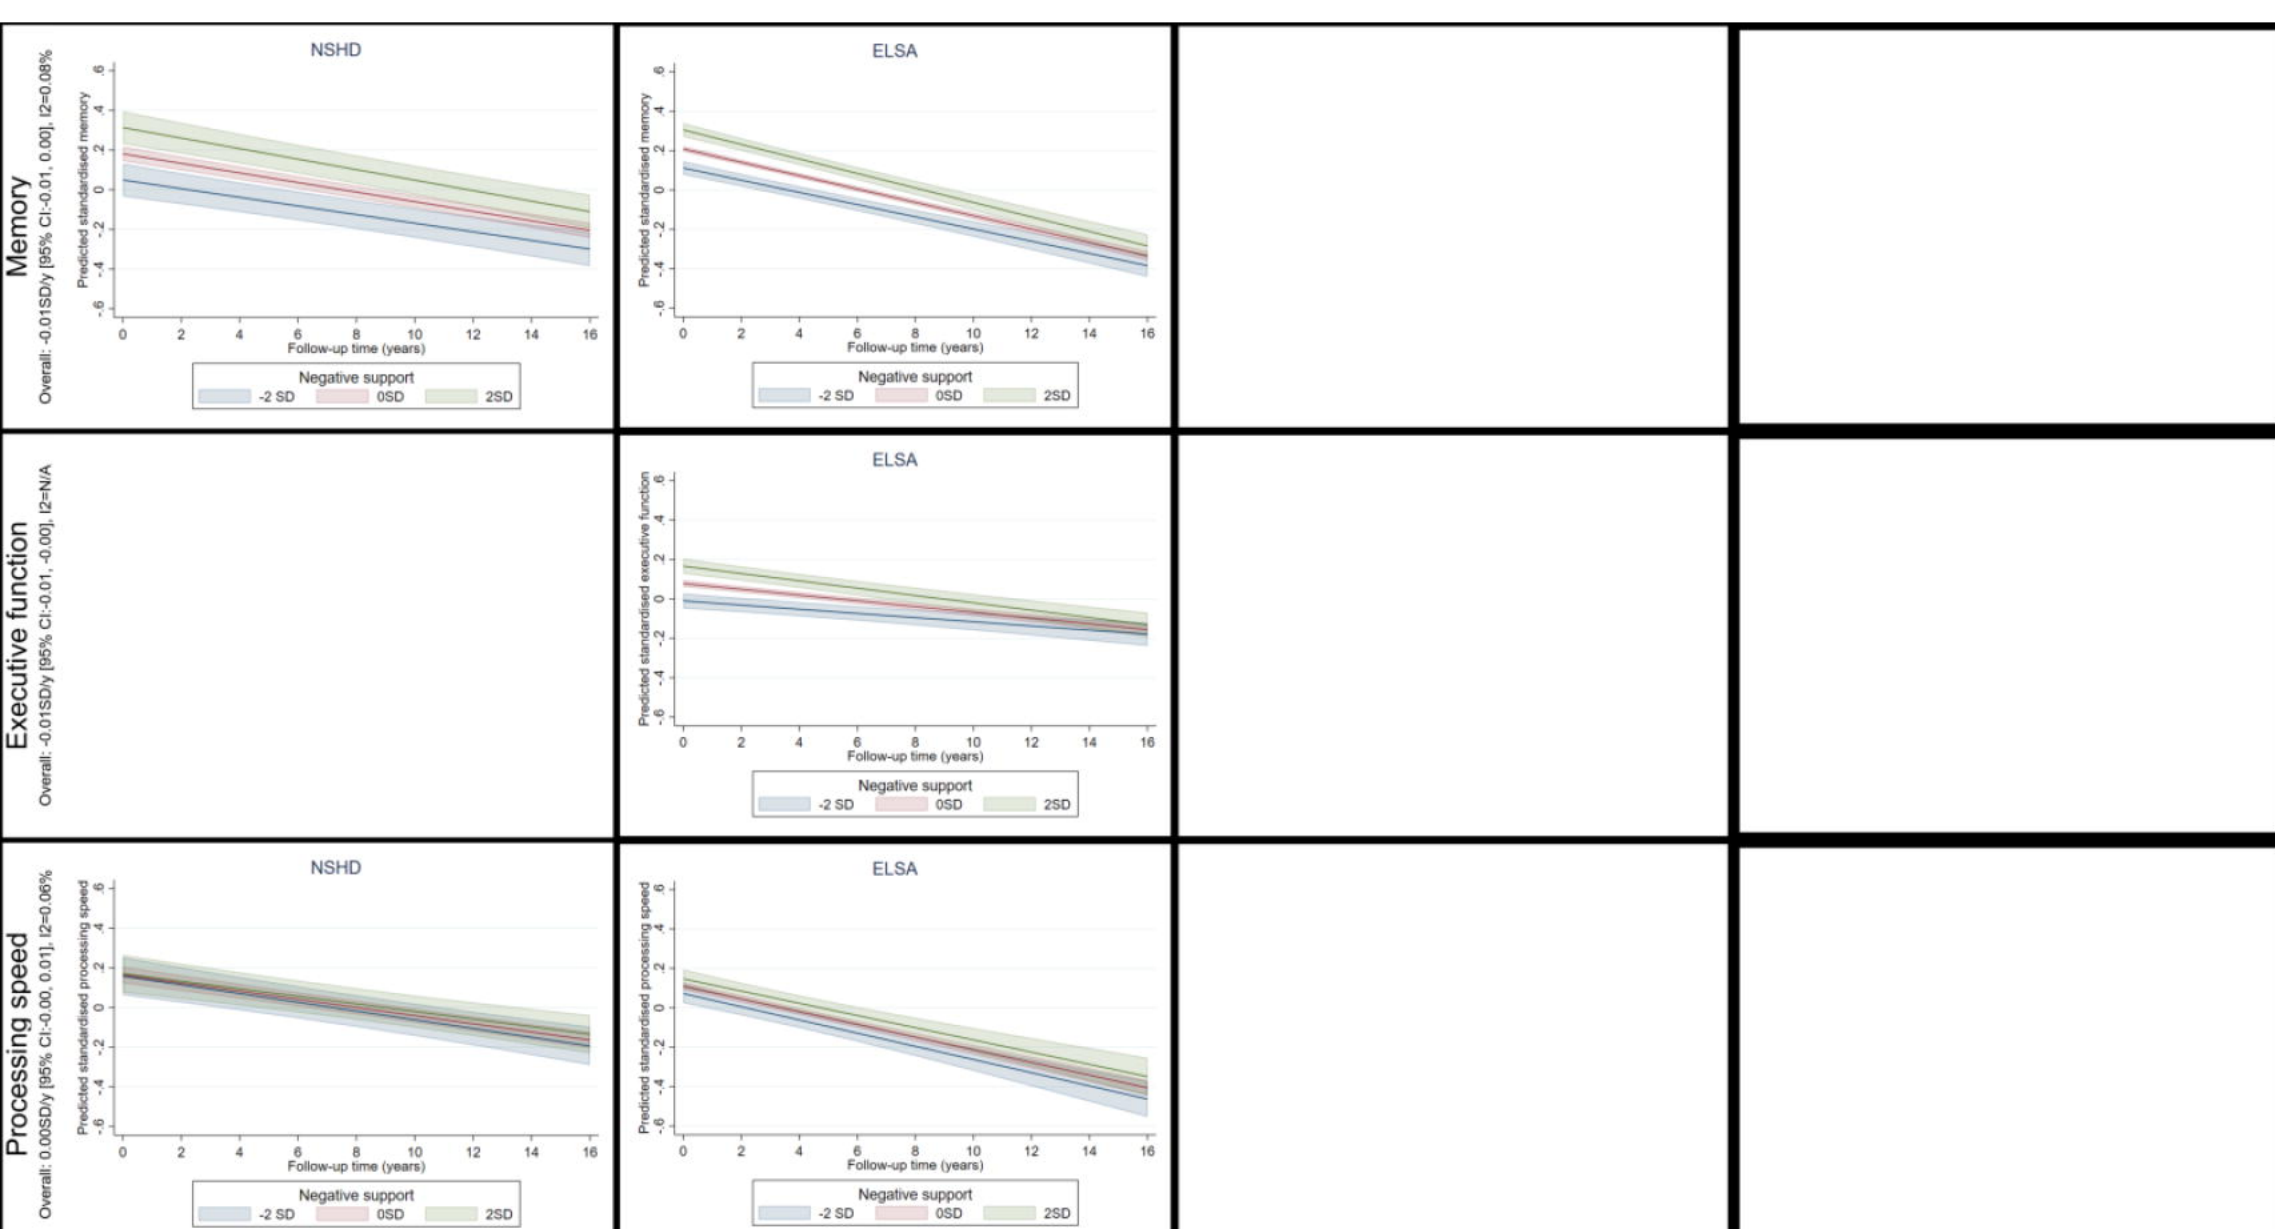 Memory
Overall: -0.01SD/y [95% CI:-0.01, 0.00], I2=0.08%
NSHD
Predicted standardised memory
.6
.4
.2
0
-.2
-.4
-.6
0 2 4 6 8 10 12 14 16
Follow-up time (years)
Negative support
-2 SD 0SD 2SD
ELSA
Predicted standardised memory
.6
.4
.2
0
-.2
-.4
-.6
0 2 4 6 8 10 12 14 16
Follow-up time (years)
Negative support
-2 SD 0SD 2SD
Executive function
Overall: -0.01SD/y [95% CI:-0.01, -0.00], I2=N/A
ELSA
Predicted standardised executive function
.6
.4
.2
0
-.2
-.4
-.6
0 2 4 6 8 10 12 14 16
Follow-up time (years)
Negative support
-2 SD 0SD 2SD
Processing speed
Overall: 0.00SD/y [95% CI:-0.00, 0.01], I2=0.06%
NSHD
Predicted standardised processing speed
.6
.4
.2
0
-.2
-.4
-.6
0 2 4 6 8 10 12 14 16
Follow-up time (years)
Negative support
-2 SD 0SD 2SD
ELSA
Predicted standardised processing speed
.6
.4
.2
0
-.2
-.4
-.6
0 2 4 6 8 10 12 14 16
Follow-up time (years)
Negative support
-2 SD 0SD 2SD